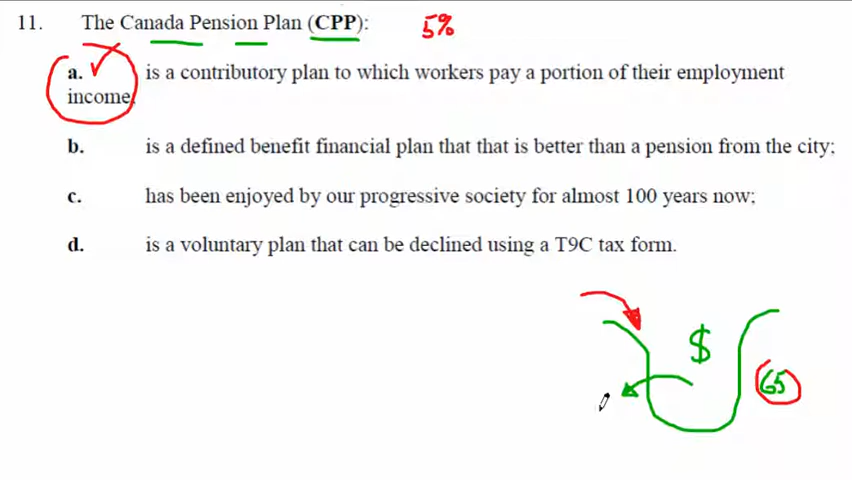 11. The Canada Pension Plan (CPP): 5%
a. is a contributory plan to which workers pay a portion of their employment
income;
b. is a defined benefit financial plan that that is better than a pension from the city;
c. has been enjoyed by our progressive society for almost 100 years now;
d. is a voluntary plan that can be declined using a T9C tax form.
$
65